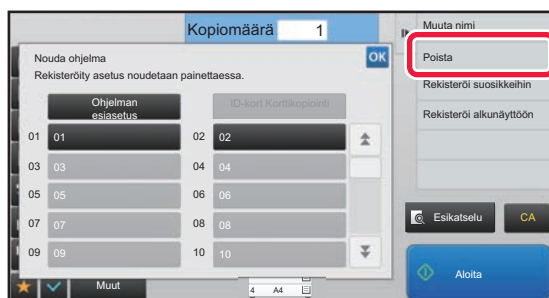 Kopiomäärä 1
Nouda ohjelma
OK
Rekisteröity asetus noudetaan painettaessa.
Ohjelman
esiasetus
ID-kort Korttikopiointi
01 01
02 02
03 03
04 04
05 05
06 06
07 07
08 08
09 09
10 10
Muuta nimi
Poista
Rekisteröi suosikkeihin
Rekisteröi alkunäyttöön
Esikatselu
CA
Aloita
Muut
4 A4